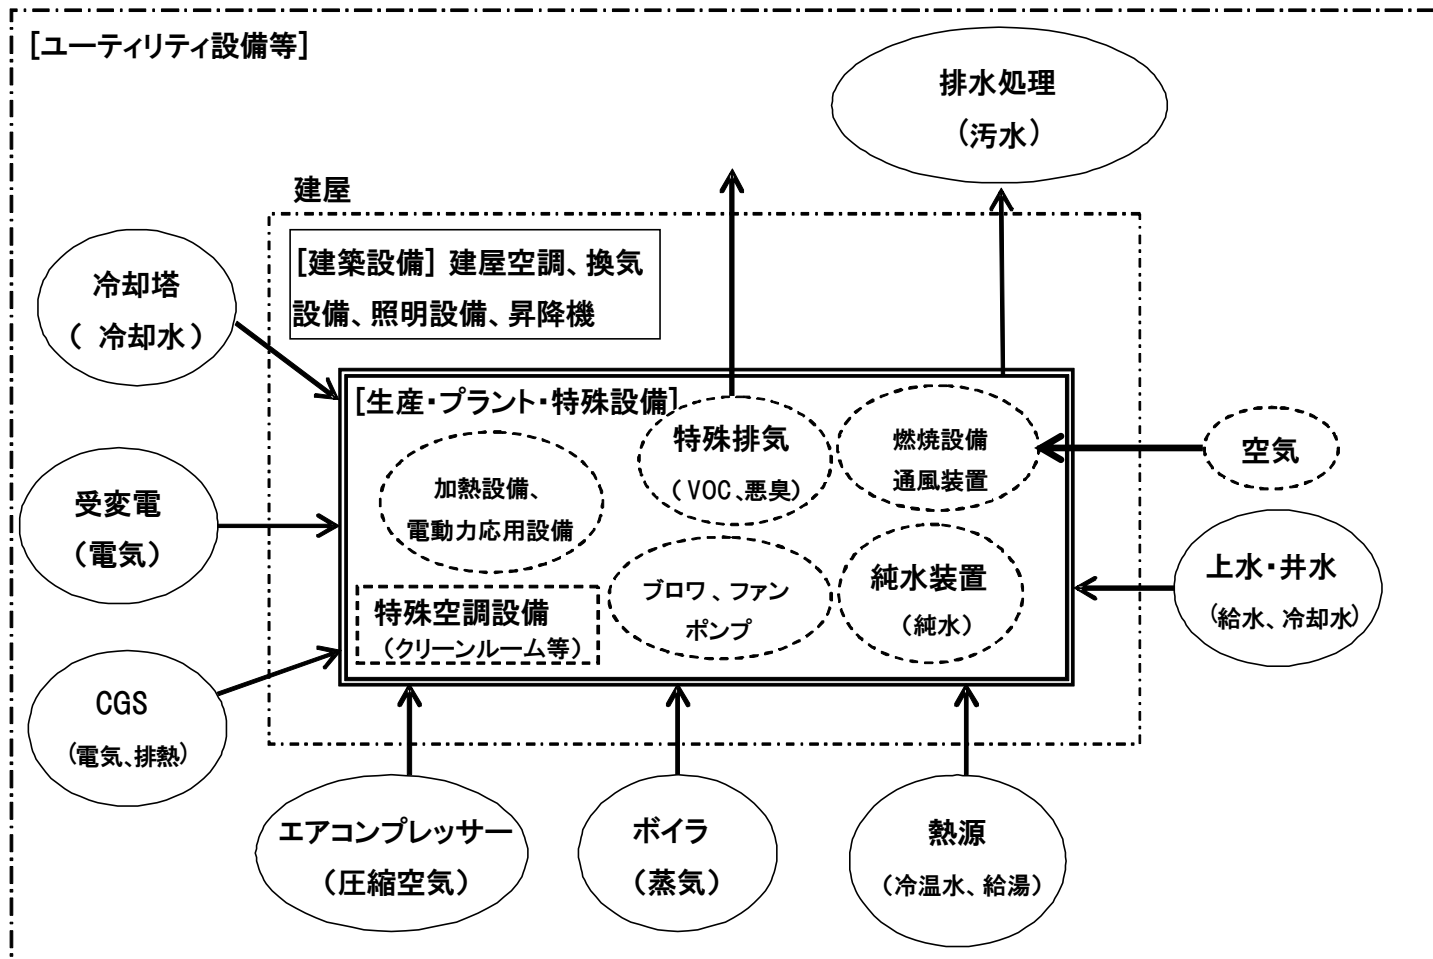 [ユーティリティ設備等]
排水処理
(汚水)
建屋
[建築設備] 建屋空調、換気
設備、照明設備、昇降機
冷却塔
( 冷却水)
[生産・プラント・特殊設備]
特殊排気
(VOC、悪臭)
燃焼設備
通風装置
空気
加熱設備、
電動力応用設備
受変電
(電気)
ブロワ、ファン
ポンプ
純水装置
(純水)
上水・井水
(給水、冷却水)
特殊空調設備
(クリーンルーム等)
CGS
(電気、排熱)
エアコンプレッサー
(圧縮空気)
ボイラ
(蒸気)
熱源
(冷温水、給湯)